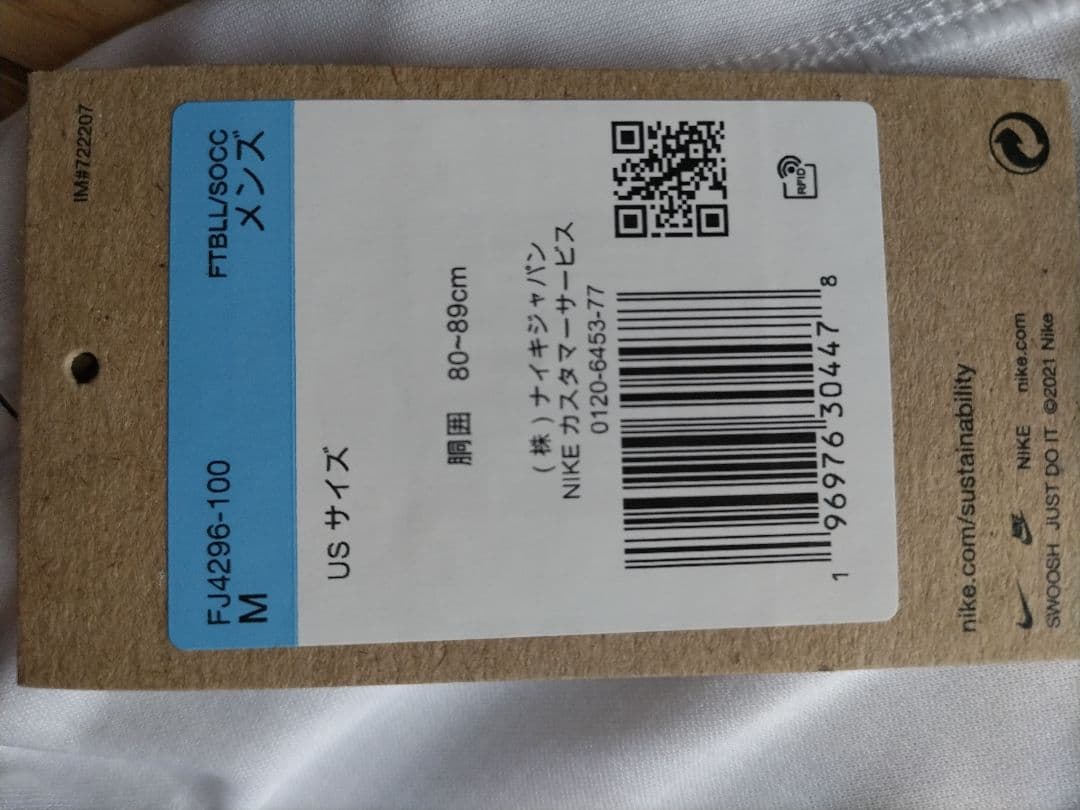 IM#722207
FJ4296-100 FTBLL/SOCC
M メンズ
US サイズ
胴囲 80~89cm
(株)ナイキジャパン
NIKE カスタマーサービス
0120-6453-77
RFID
1 96976 30447 8
nike.com/sustainability
NIKE nike.com
SWOOSH JUST DO IT ©2021 Nike